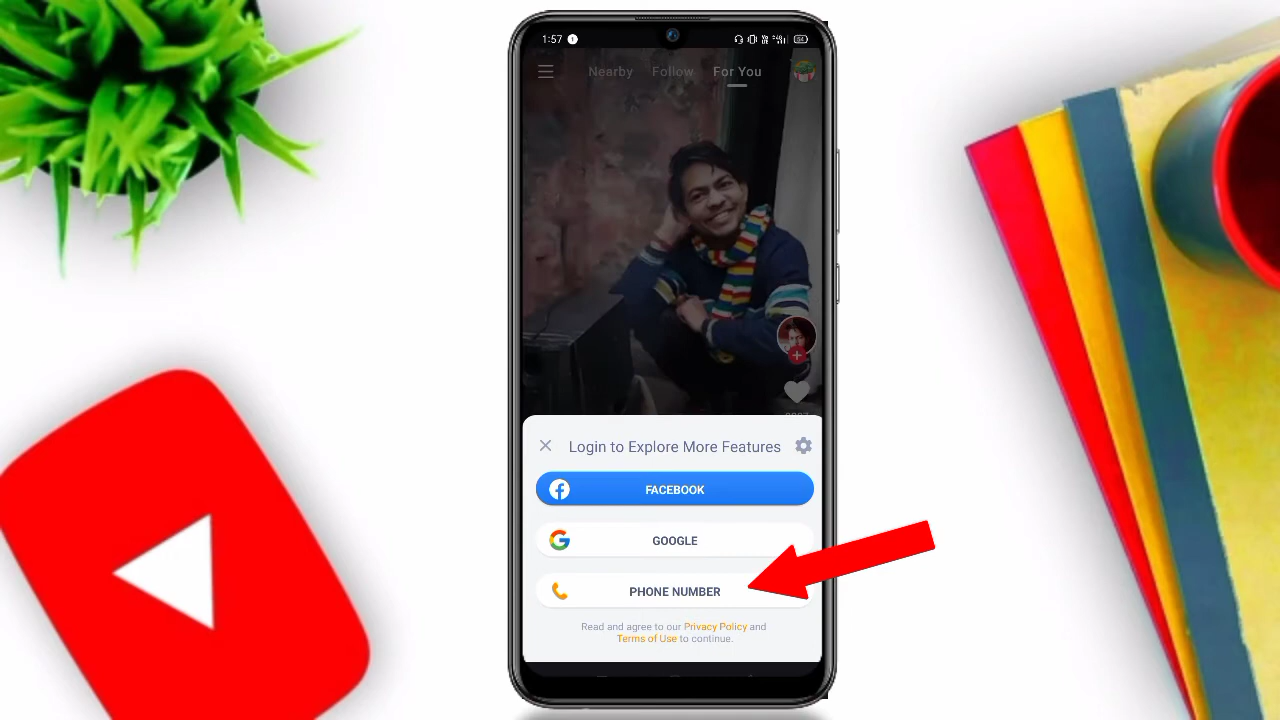 1:57
Nearby Follow For You
Login to Explore More Features
FACEBOOK
GOOGLE
PHONE NUMBER
Read and agree to our Privacy Policy and
Terms of Use to continue.